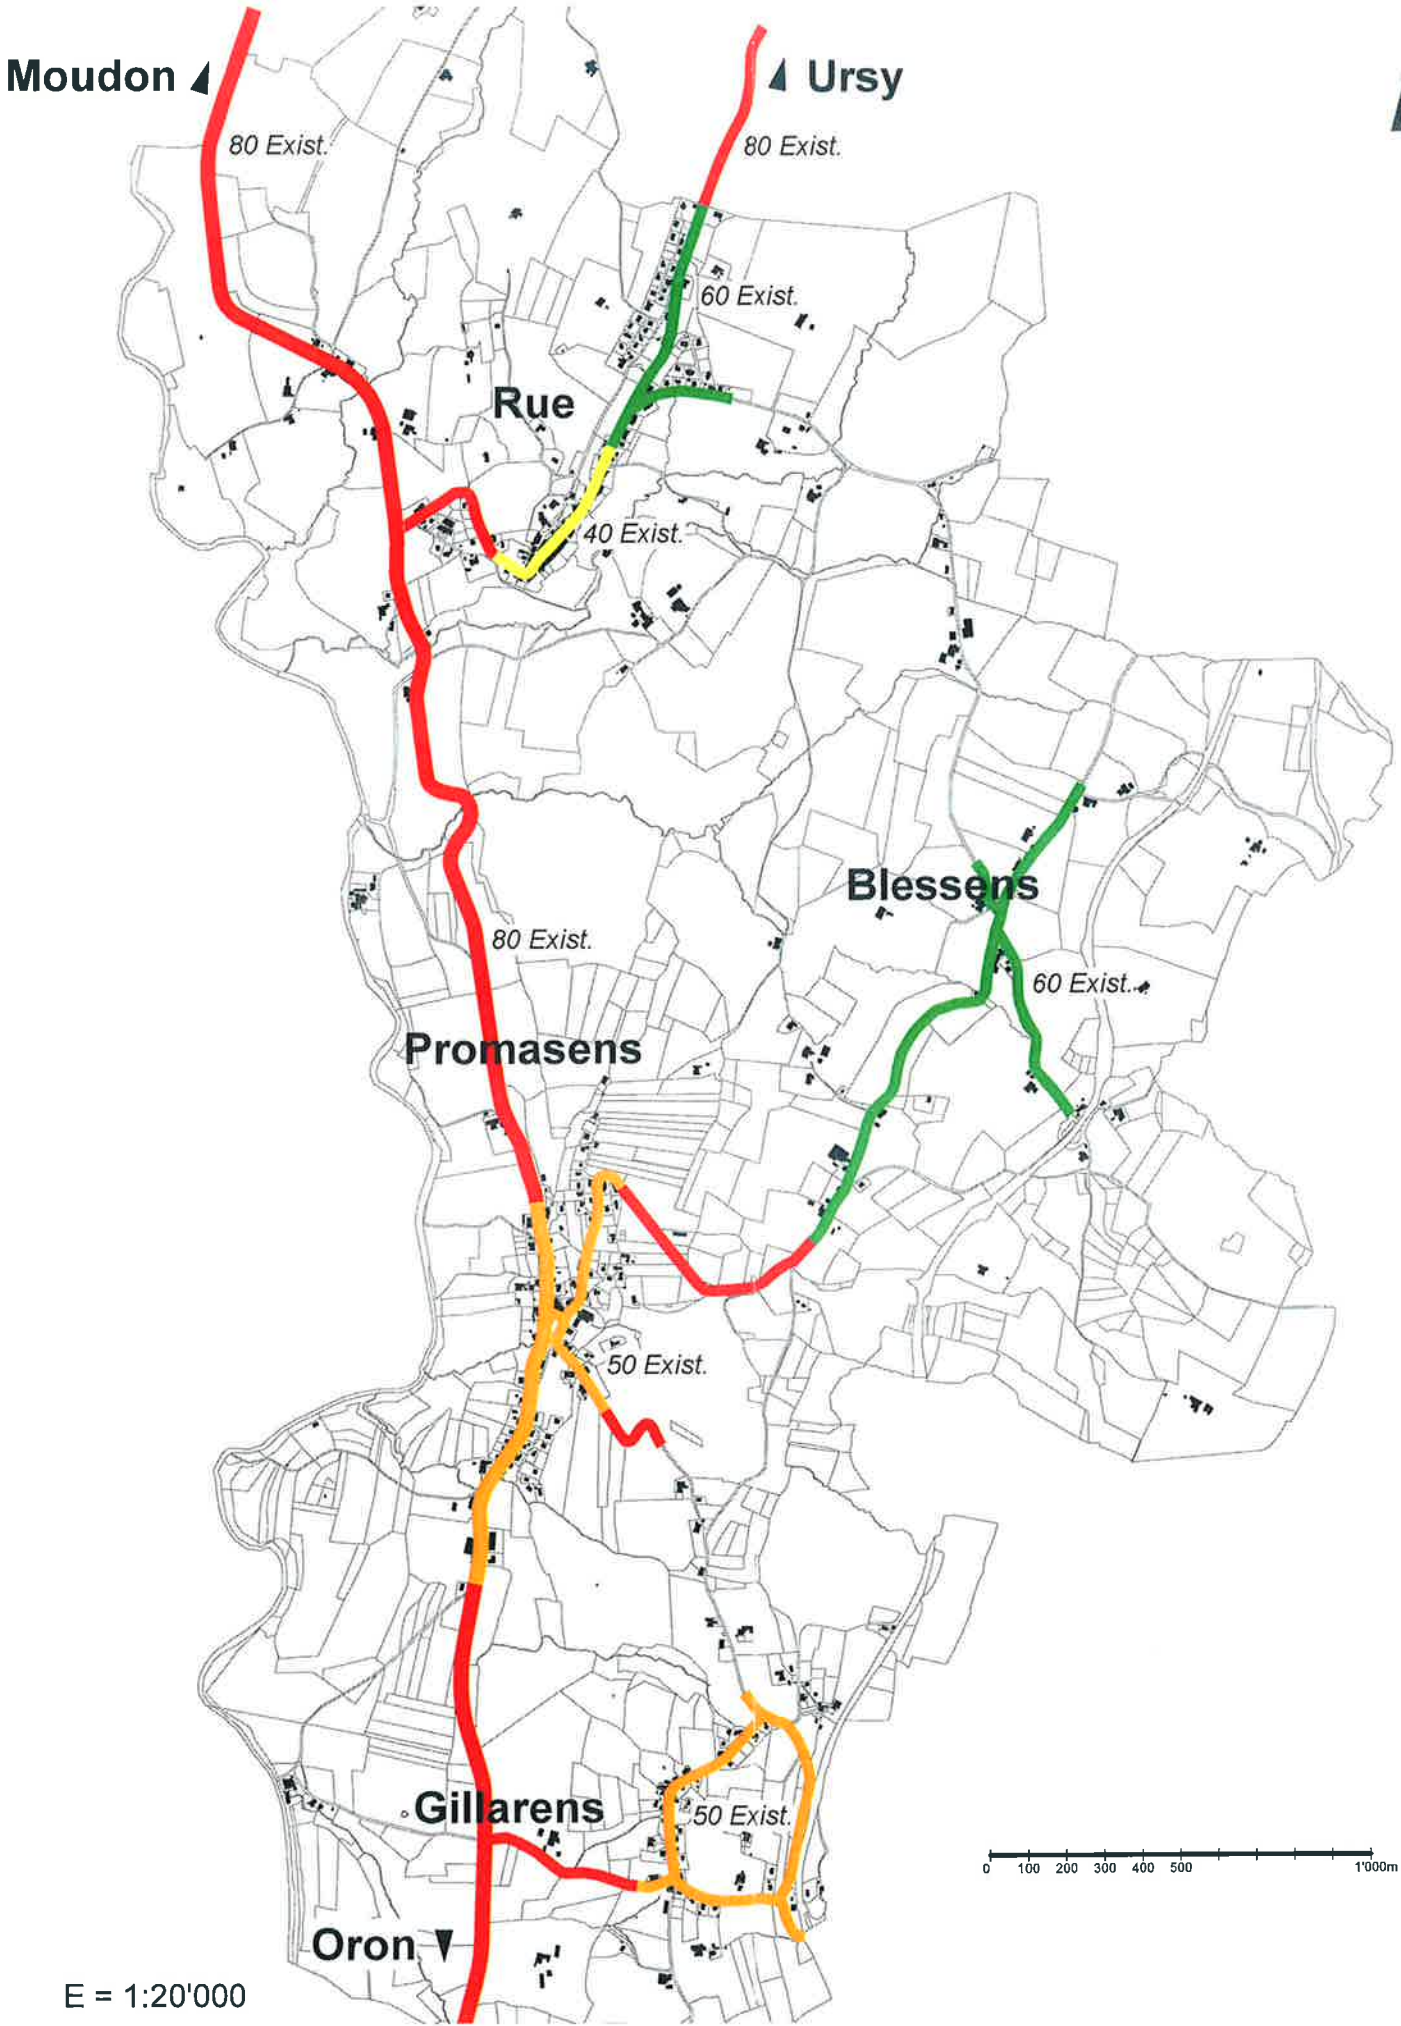 Moudon
Ursy
80 Exist.
80 Exist.
60 Exist.
Rue
40 Exist.
Blessens
80 Exist.
60 Exist.
Promasens
50 Exist.
Gillarens
50 Exist.
0 100 200 300 400 500 1'000m
Oron
E = 1:20'000